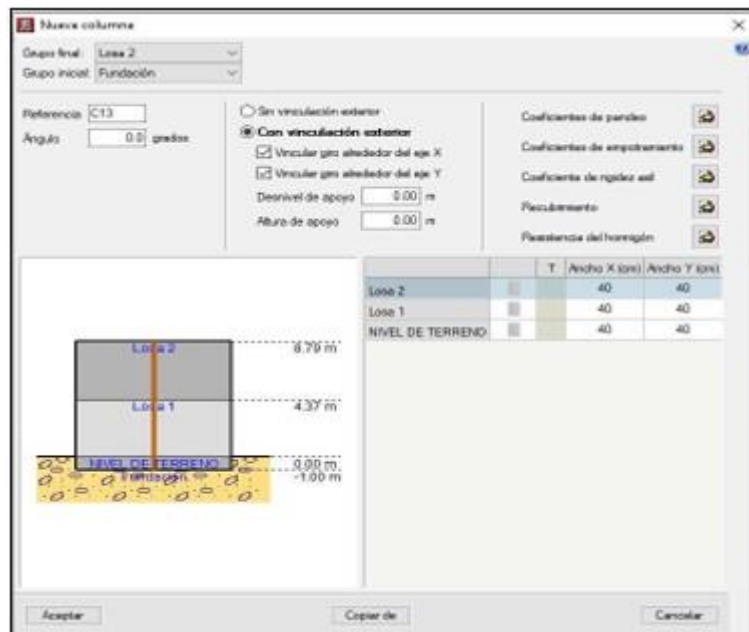 Nueva columna
Grupo final: Losa 2
Grupo inicial: Fundación
Referencia C13
Ángulo 0.0 grados
Sin vinculación exterior
Con vinculación exterior
Vincular giro alrededor del eje X
Vincular giro alrededor del eje Y
Desnivel de apoyo 0.00 m
Altura de apoyo 0.00 m
Coeficientes de pandeo
Coeficientes de empotramiento
Coeficiente de rigidez axil
Recubrimiento
Resistencia del hormigón
T Ancho X (cm) Ancho Y (cm)
Losa 2 40 40
Losa 1 40 40
NIVEL DE TERRENO 40 40
Losa 2 8.79 m
Losa 1 4.37 m
NIVEL DE TERRENO 0.00 m
Fundación -1.00 m
Aceptar Copiar de Cancelar